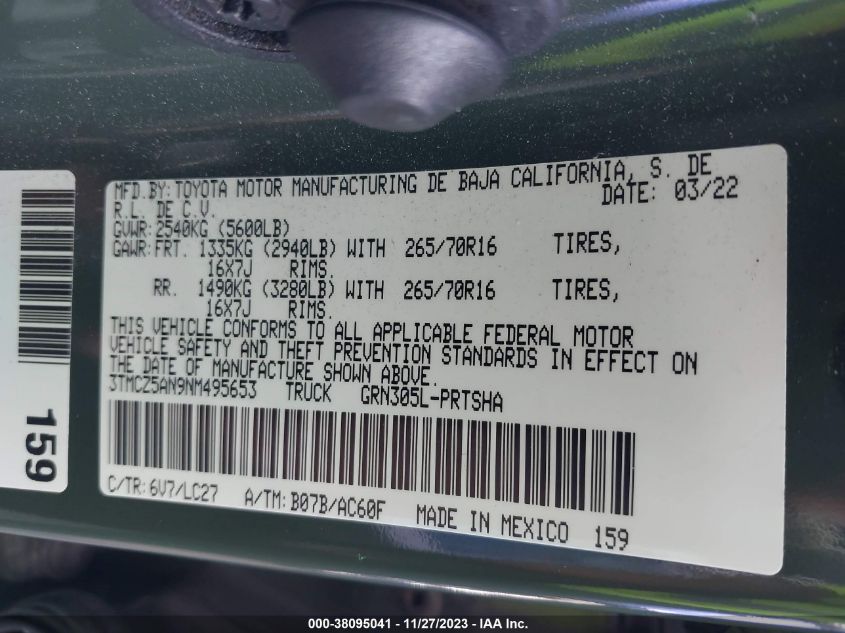 MFD.BY:TOYOTA MOTOR MANUFACTURING DE BAJA CALIFORNIA, S. DE
R.L. DE C.V. DATE: 03/22
GVWR:2540KG (5600LB)
GAWR:FRT. 1335KG (2940LB) WITH 265/70R16 TIRES,
16X7J RIMS.
RR. 1490KG (3280LB) WITH 265/70R16 TIRES,
16X7J RIMS.
THIS VEHICLE CONFORMS TO ALL APPLICABLE FEDERAL MOTOR
VEHICLE SAFETY AND THEFT PREVENTION STANDARDS IN EFFECT ON
THE DATE OF MANUFACTURE SHOWN ABOVE.
3TMCZ5AN9NM495653 TRUCK GRN305L-PRTSHA
C/TR:6V7/LC27 A/TM:B07B/AC60F MADE IN MEXICO 159
159
000-38095041 - 11/27/2023 - IAA Inc.